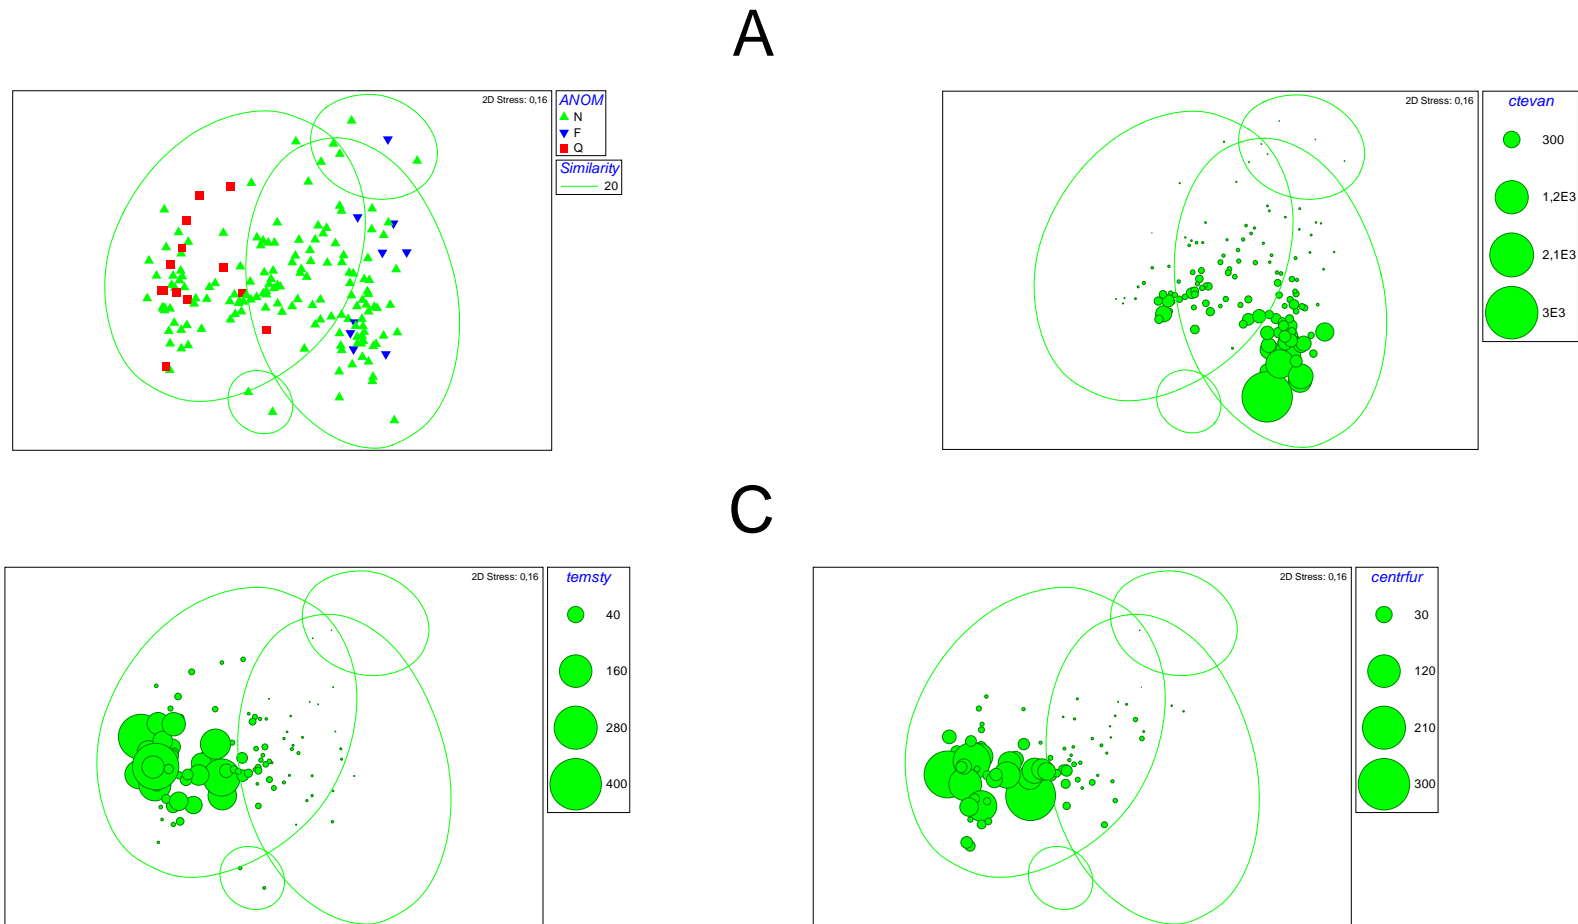 A
2D Stress: 0,16
ANOM
N
F
Q
Similarity
20
2D Stress: 0,16
ctevan
300
1,2E3
2,1E3
3E3
C
2D Stress: 0,16
temsty
40
160
280
400
2D Stress: 0,16
centrfur
30
120
210
300